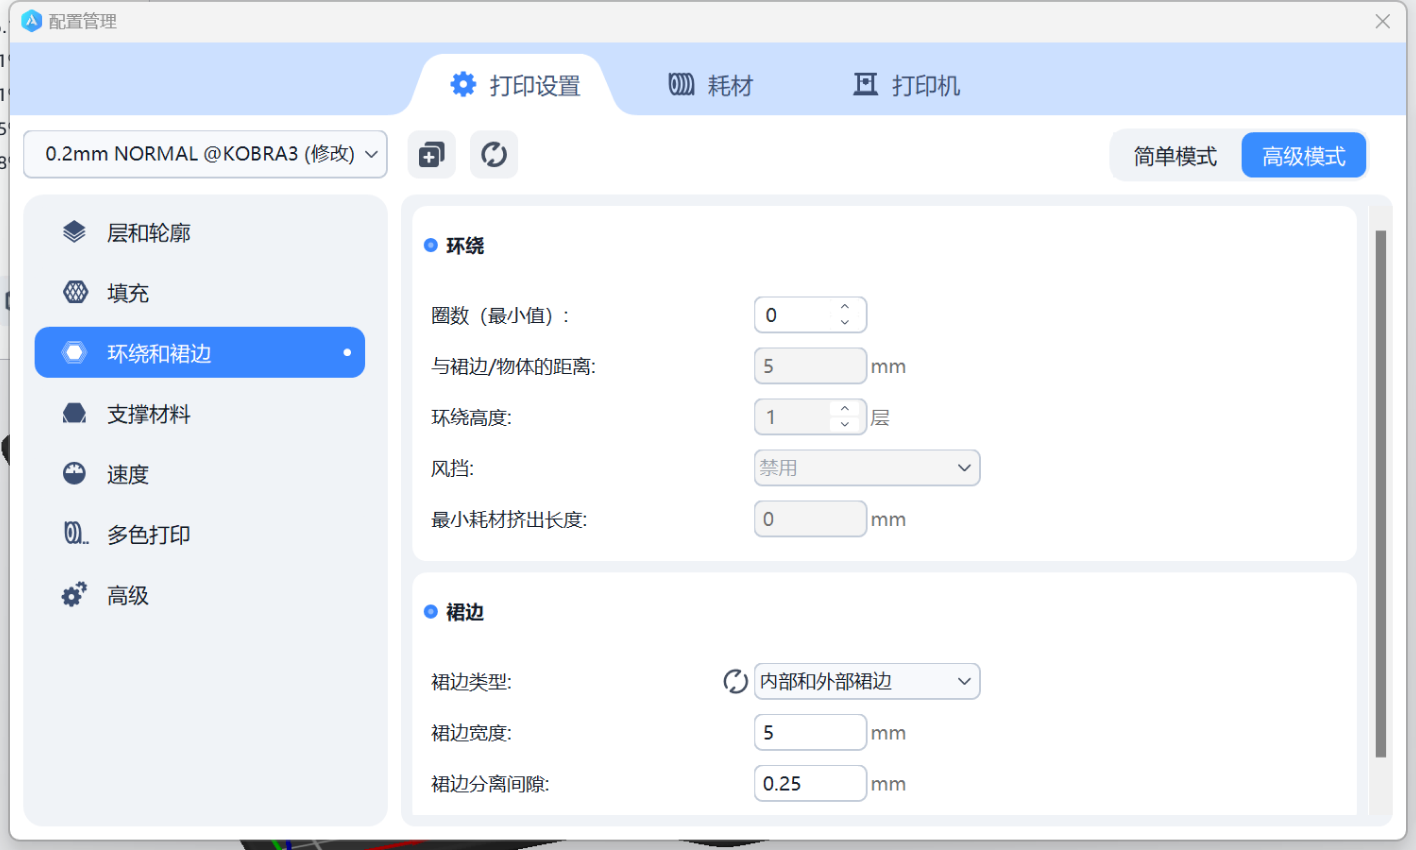 配置管理
打印设置
耗材
打印机
0.2mm NORMAL @KOBRA3 (修改)
简单模式
高级模式
层和轮廓
填充
环绕和裙边
支撑材料
速度
多色打印
高级
环绕
圈数（最小值）:
0
与裙边/物体的距离:
5 mm
环绕高度:
1 层
风挡:
禁用
最小耗材挤出长度:
0 mm
裙边
裙边类型:
内部和外部裙边
裙边宽度:
5 mm
裙边分离间隙:
0.25 mm